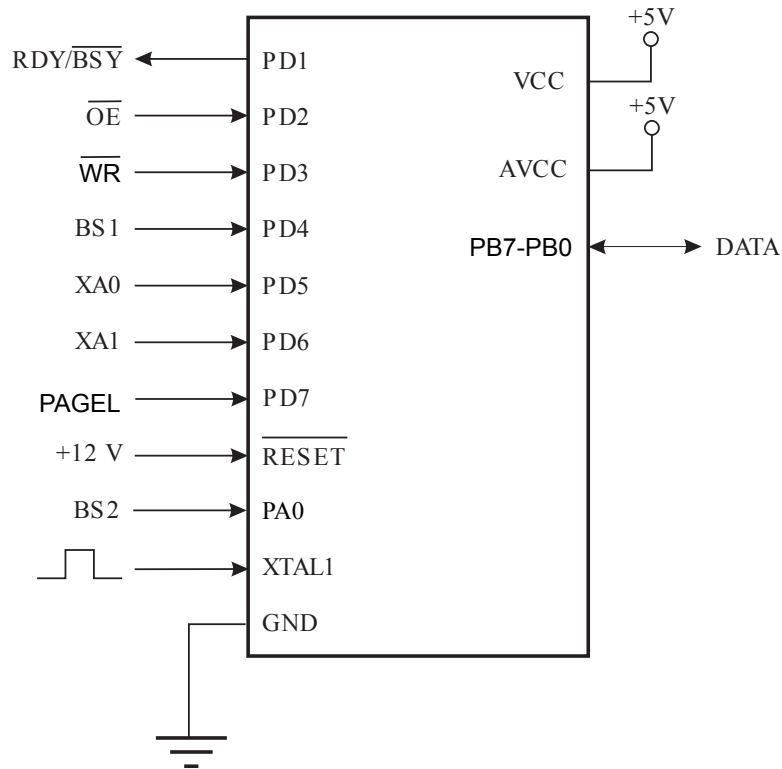 +5V
RDY/BSY PD1 VCC
+5V
OE PD2
WR PD3 AVCC
BS1 PD4 PB7-PB0 DATA
XA0 PD5
XA1 PD6
PAGEL PD7
+12 V RESET
BS2 PA0
XTAL1
GND